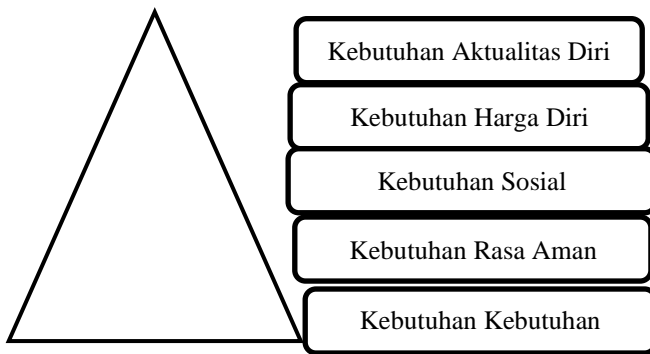 Kebutuhan Aktualitas Diri
Kebutuhan Harga Diri
Kebutuhan Sosial
Kebutuhan Rasa Aman
Kebutuhan Kebutuhan